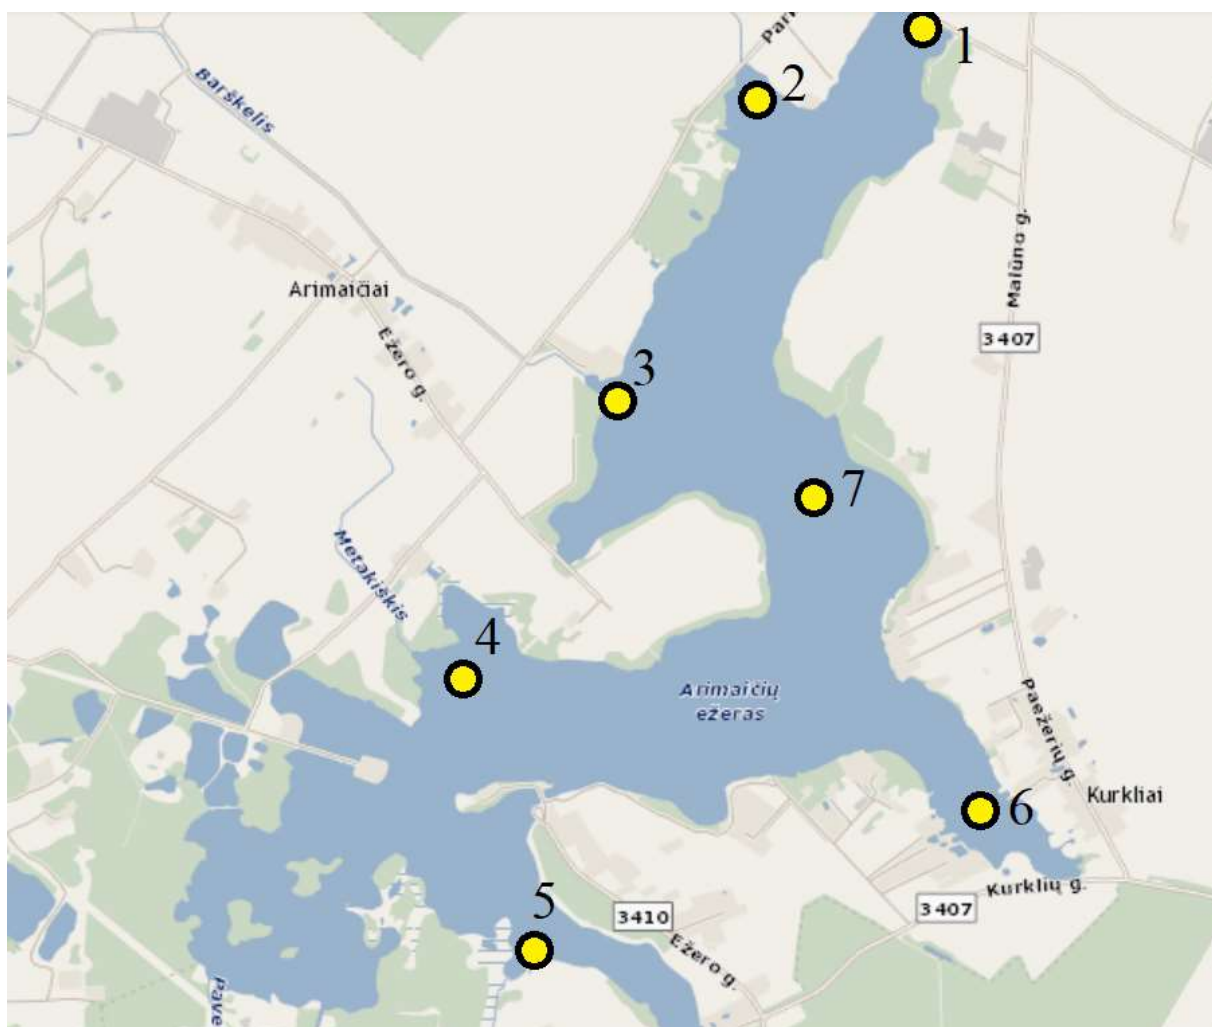 1
2
Barškelis
Malūno g.
Arimaičiai
3407
Ežero g.
3
7
Metakiškis
4
Arimaičių
ežeras
Paežerių g.
Kurkliai
6
Kurklių g.
5
3410
3407
Ežero g.